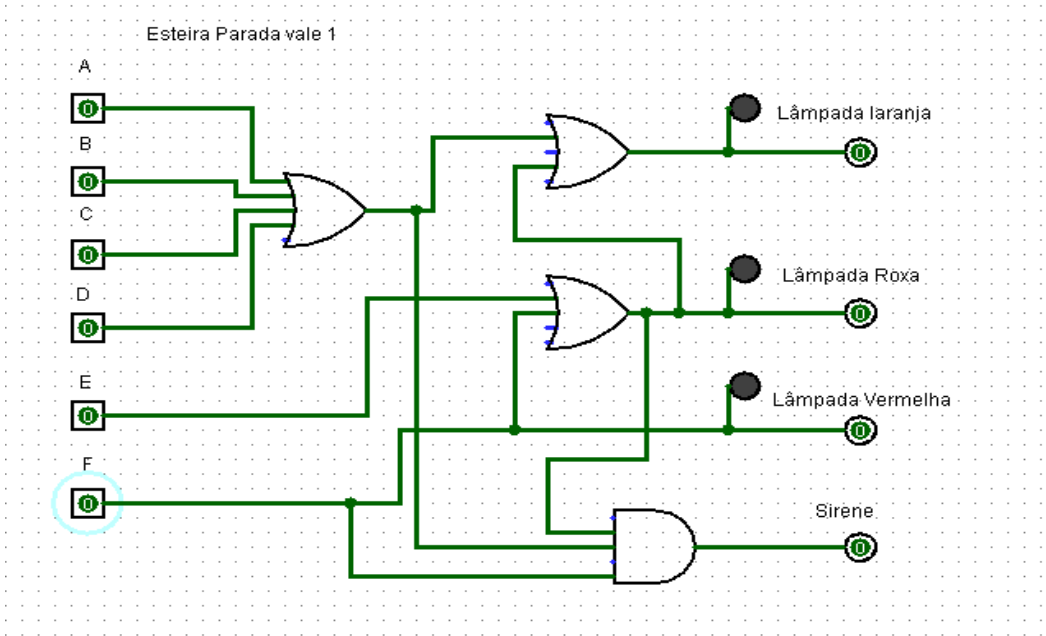 Esteira Parada vale 1
A
0
B
0
C
0
D
0
E
0
F
0
Lâmpada laranja
0
Lâmpada Roxa
0
Lâmpada Vermelha
0
Sirene
0